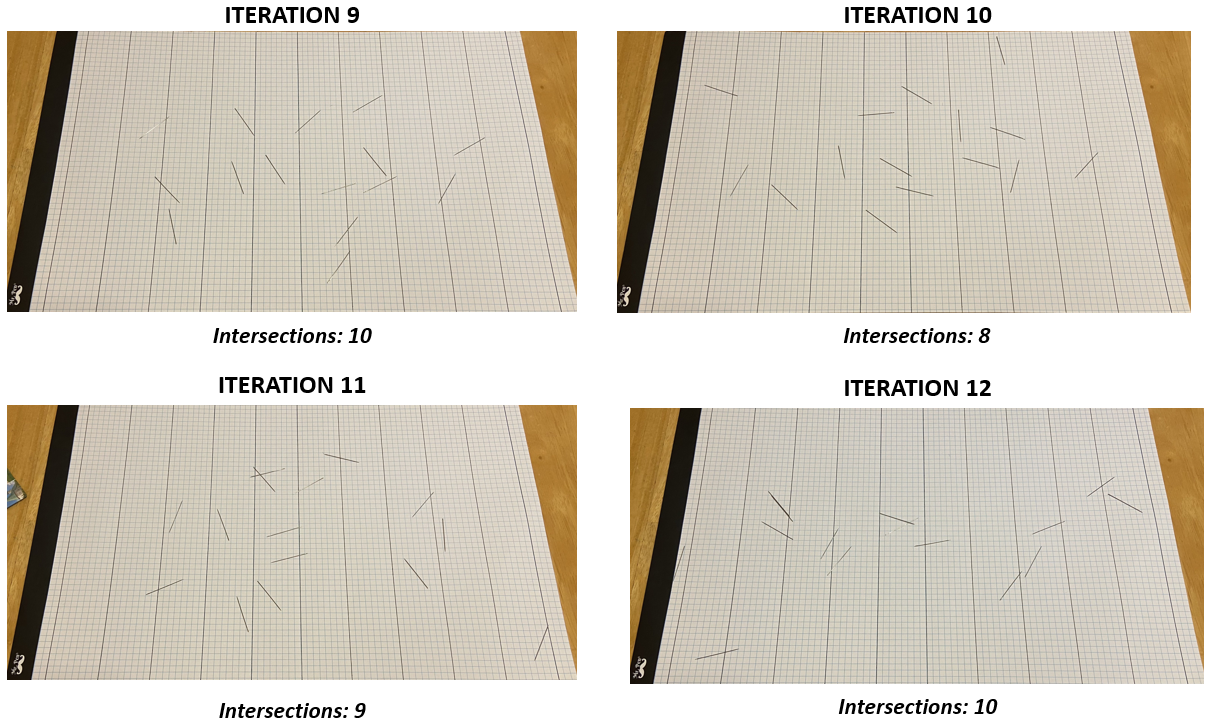 ITERATION 9
ITERATION 10
Intersections: 10
Intersections: 8
ITERATION 11
ITERATION 12
Intersections: 9
Intersections: 10